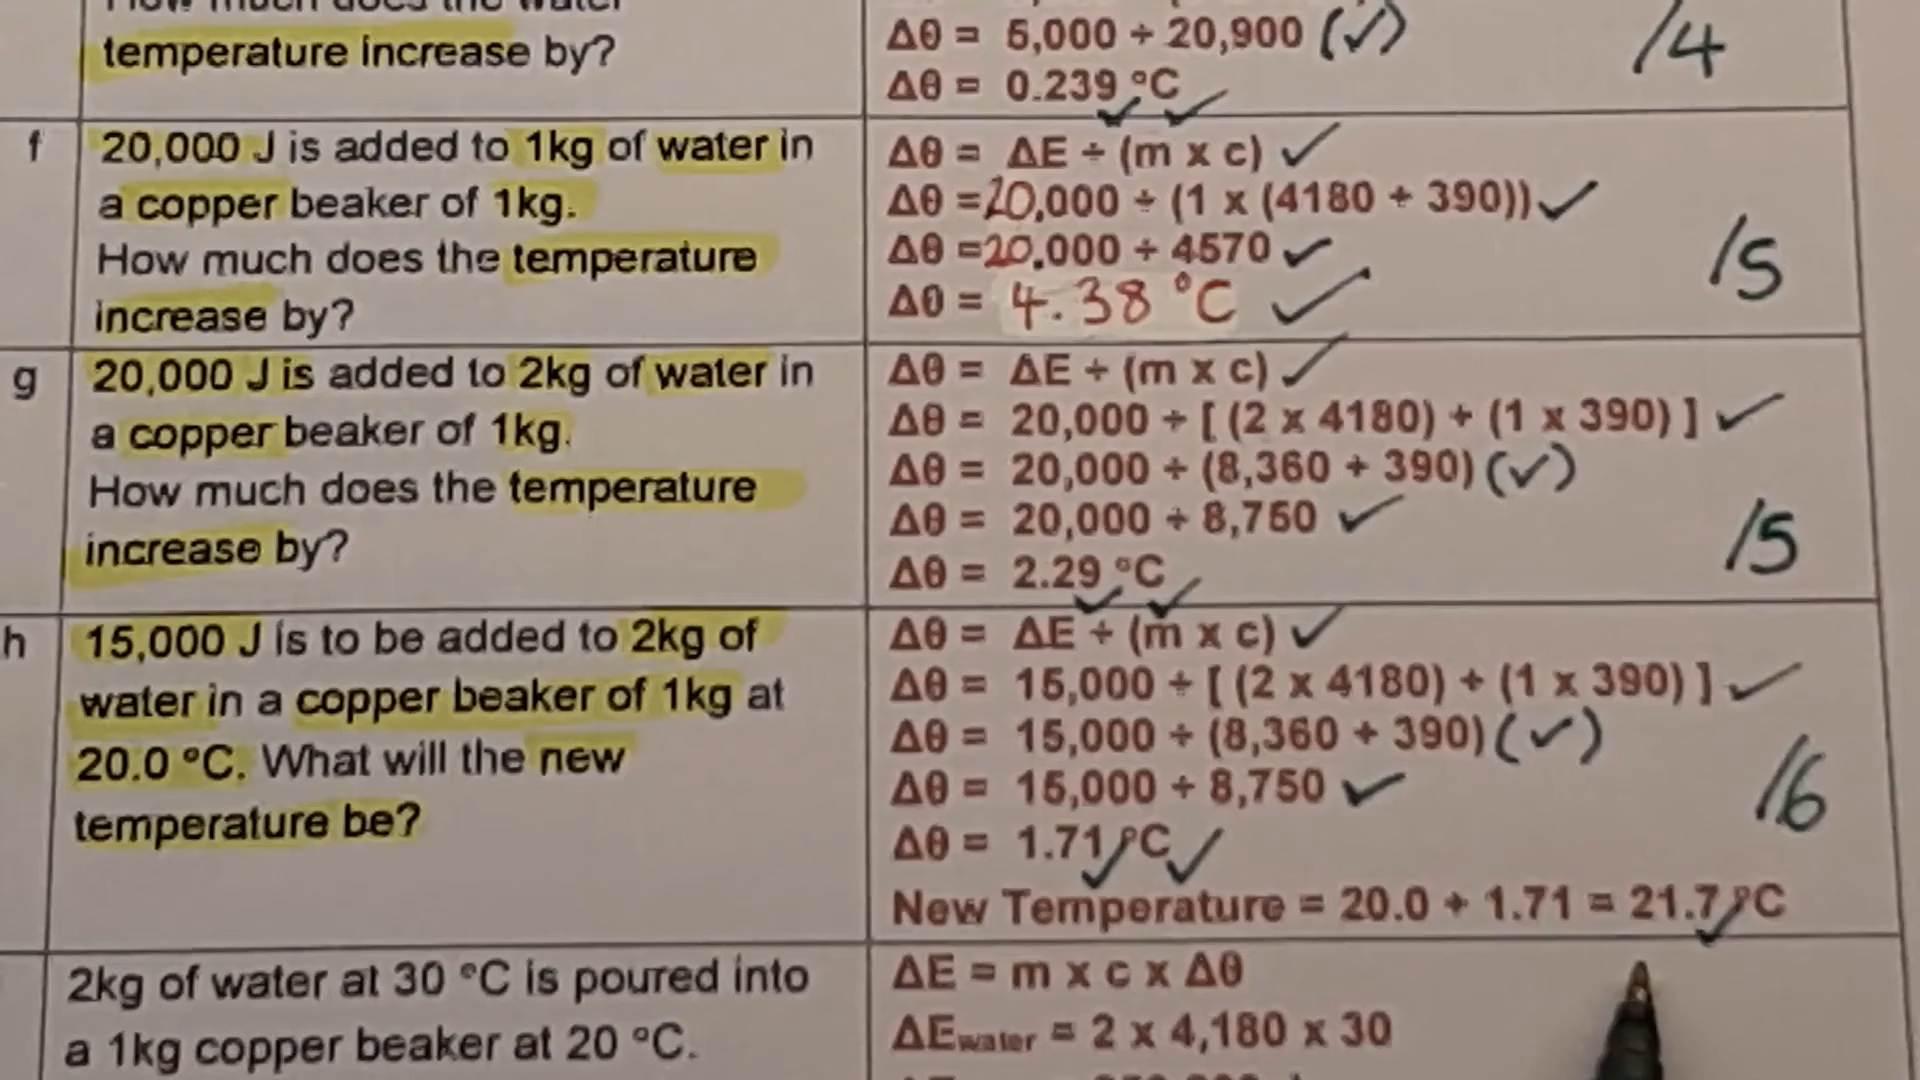 How much does the water
temperature increase by?
Δθ = 5,000 ÷ 20,900 (✓)
Δθ = 0.239 °C
/4
f
20,000 J is added to 1kg of water in
a copper beaker of 1kg.
How much does the temperature
increase by?
Δθ = ΔE ÷ (m x c) ✓
Δθ = 20,000 ÷ (1 x (4180 + 390)) ✓
Δθ = 20,000 ÷ 4570 ✓
Δθ = 4.38 °C ✓
/5
g
20,000 J is added to 2kg of water in
a copper beaker of 1kg.
How much does the temperature
increase by?
Δθ = ΔE ÷ (m x c) ✓
Δθ = 20,000 ÷ [ (2 x 4180) + (1 x 390) ] ✓
Δθ = 20,000 ÷ (8,360 + 390) (✓)
Δθ = 20,000 ÷ 8,750 ✓
Δθ = 2.29 °C
/5
h
15,000 J is to be added to 2kg of
water in a copper beaker of 1kg at
20.0 °C. What will the new
temperature be?
Δθ = ΔE ÷ (m x c) ✓
Δθ = 15,000 ÷ [ (2 x 4180) + (1 x 390) ] ✓
Δθ = 15,000 ÷ (8,360 + 390) (✓)
Δθ = 15,000 ÷ 8,750 ✓
Δθ = 1.71 °C ✓
New Temperature = 20.0 + 1.71 = 21.7 °C
/6
2kg of water at 30 °C is poured into
a 1kg copper beaker at 20 °C.
ΔE = m x c x Δθ
ΔEwater = 2 x 4,180 x 30